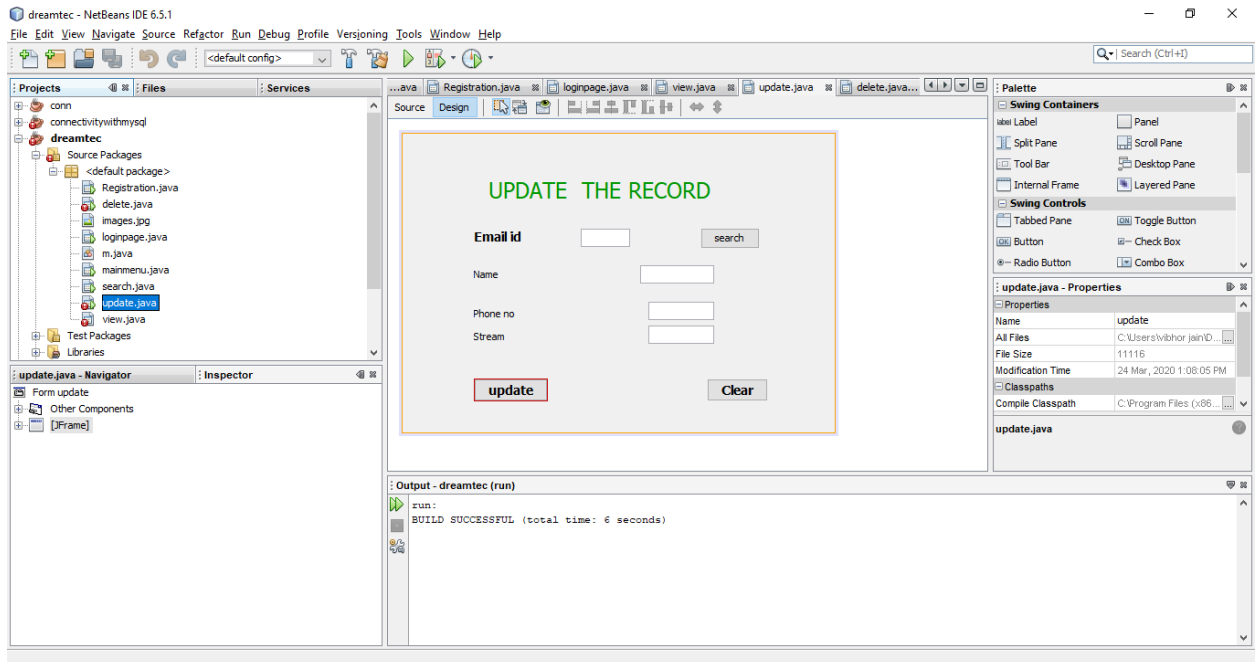 dreamtec - NetBeans IDE 6.5.1
File Edit View Navigate Source Refactor Run Debug Profile Versioning Tools Window Help
<default config>
Search (Ctrl+I)
Projects
Files
Services
conn
connectivitywithmysql
dreamtec
Source Packages
<default package>
Registration.java
delete.java
images.jpg
loginpage.java
m.java
mainmenu.java
search.java
update.java
view.java
Test Packages
Libraries
update.java - Navigator
Inspector
Form update
Other Components
[JFrame]
...ava Registration.java loginpage.java view.java update.java delete.java...
Source Design
UPDATE THE RECORD
Email id search
Name
Phone no
Stream
update Clear
Output - dreamtec (run)
run:
BUILD SUCCESSFUL (total time: 6 seconds)
Palette
Swing Containers
label Label Panel
Split Pane Scroll Pane
Tool Bar Desktop Pane
Internal Frame Layered Pane
Swing Controls
Tabbed Pane ON Toggle Button
OK Button Check Box
Radio Button Combo Box
update.java - Properties
Properties
Name update
All Files C:\Users\vibhor jain\D... ...
File Size 11116
Modification Time 24 Mar, 2020 1:08:05 PM
Classpaths
Compile Classpath C:\Program Files (x86... ...
update.java